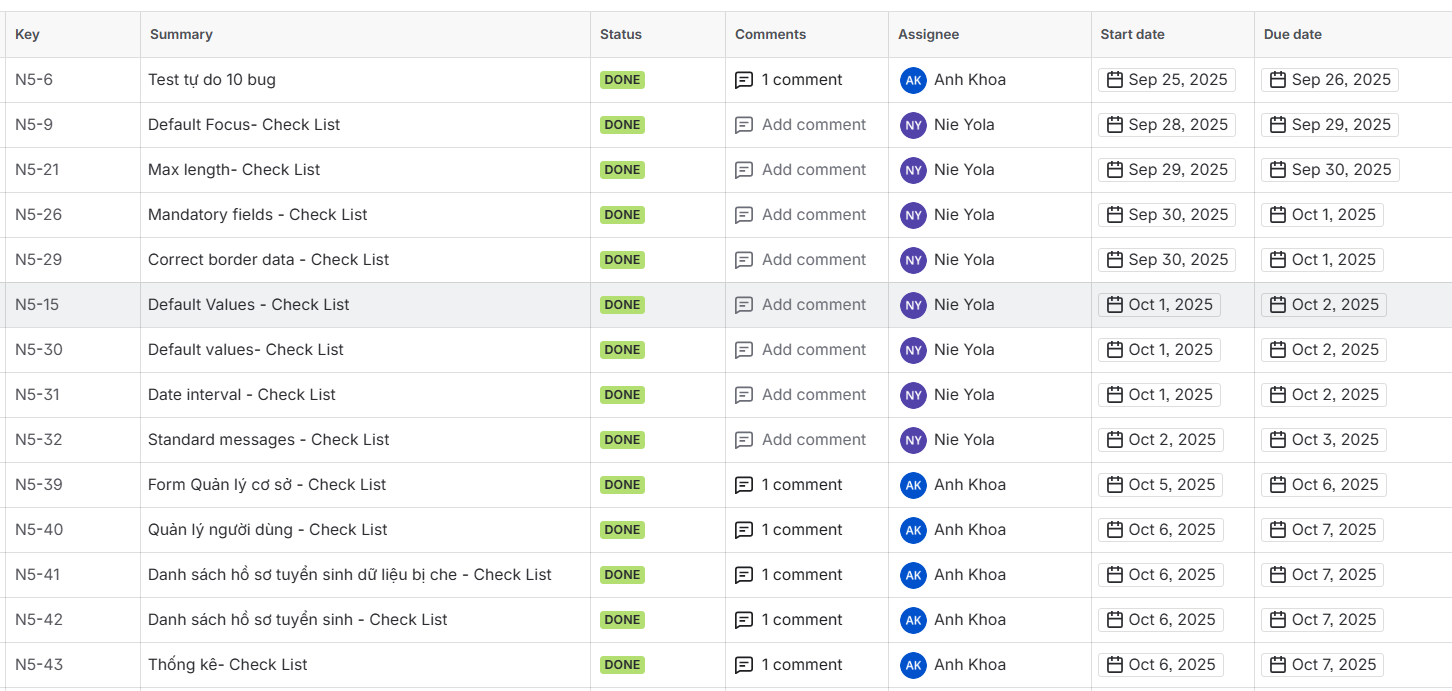 Key Summary Status Comments Assignee Start date Due date
N5-6 Test tự do 10 bug DONE 1 comment AK Anh Khoa Sep 25, 2025 Sep 26, 2025
N5-9 Default Focus- Check List DONE Add comment NY Nie Yola Sep 28, 2025 Sep 29, 2025
N5-21 Max length- Check List DONE Add comment NY Nie Yola Sep 29, 2025 Sep 30, 2025
N5-26 Mandatory fields - Check List DONE Add comment NY Nie Yola Sep 30, 2025 Oct 1, 2025
N5-29 Correct border data - Check List DONE Add comment NY Nie Yola Sep 30, 2025 Oct 1, 2025
N5-15 Default Values - Check List DONE Add comment NY Nie Yola Oct 1, 2025 Oct 2, 2025
N5-30 Default values- Check List DONE Add comment NY Nie Yola Oct 1, 2025 Oct 2, 2025
N5-31 Date interval - Check List DONE Add comment NY Nie Yola Oct 1, 2025 Oct 2, 2025
N5-32 Standard messages - Check List DONE Add comment NY Nie Yola Oct 2, 2025 Oct 3, 2025
N5-39 Form Quản lý cơ sở - Check List DONE 1 comment AK Anh Khoa Oct 5, 2025 Oct 6, 2025
N5-40 Quản lý người dùng - Check List DONE 1 comment AK Anh Khoa Oct 6, 2025 Oct 7, 2025
N5-41 Danh sách hồ sơ tuyển sinh dữ liệu bị che - Check List DONE 1 comment AK Anh Khoa Oct 6, 2025 Oct 7, 2025
N5-42 Danh sách hồ sơ tuyển sinh - Check List DONE 1 comment AK Anh Khoa Oct 6, 2025 Oct 7, 2025
N5-43 Thống kê- Check List DONE 1 comment AK Anh Khoa Oct 6, 2025 Oct 7, 2025